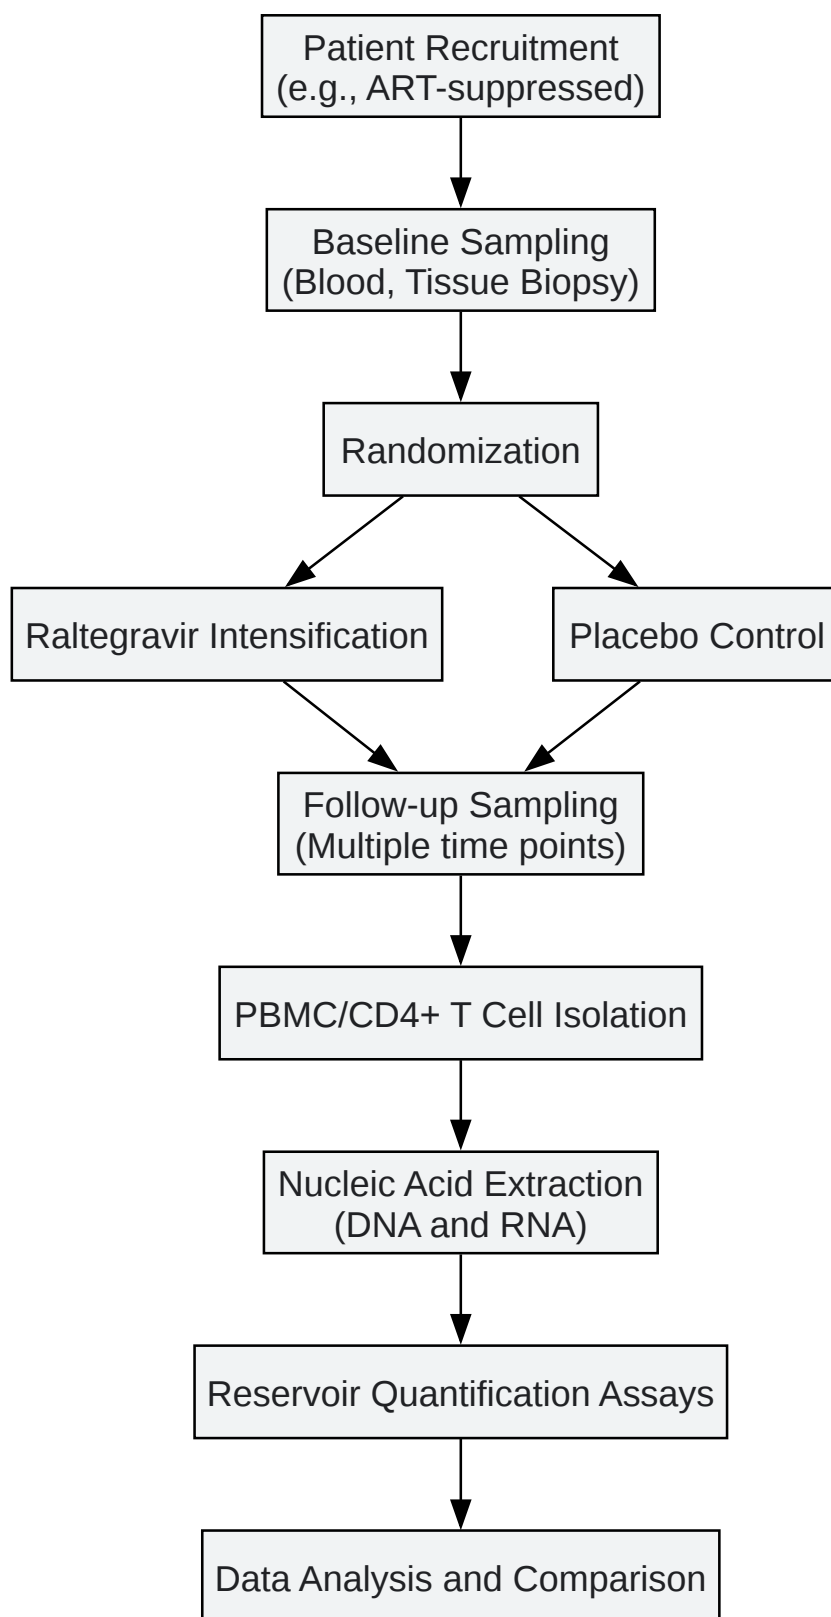 Patient Recruitment
(e.g., ART-suppressed)
Baseline Sampling
(Blood, Tissue Biopsy)
Randomization
Raltegravir Intensification
Placebo Control
Follow-up Sampling
(Multiple time points)
PBMC/CD4+ T Cell Isolation
Nucleic Acid Extraction
(DNA and RNA)
Reservoir Quantification Assays
Data Analysis and Comparison